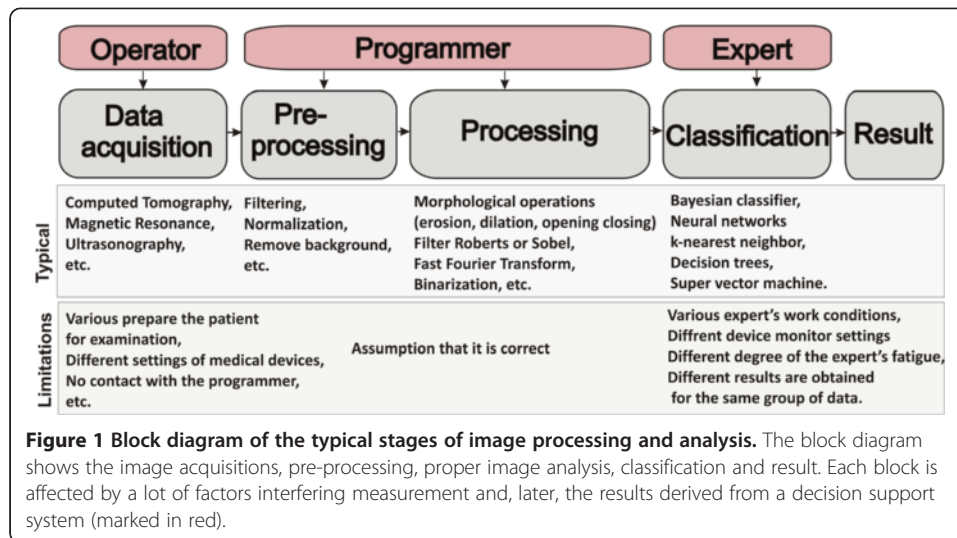 Operator
Programmer
Expert
Data
acquisition
Pre-
processing
Processing
Classification
Result
Typical
Computed Tomography,
Magnetic Resonance,
Ultrasonography,
etc.
Filtering,
Normalization,
Remove background,
etc.
Morphological operations
(erosion, dilation, opening closing)
Filter Roberts or Sobel,
Fast Fourier Transform,
Binarization, etc.
Bayesian classifier,
Neural networks
k-nearest neighbor,
Decision trees,
Super vector machine.
Limitations
Various prepare the patient
for examination,
Different settings of medical devices,
No contact with the programmer,
etc.
Assumption that it is correct
Various expert's work conditions,
Diffrent device monitor settings
Different degree of the expert's fatigue,
Different results are obtained
for the same group of data.
Figure 1 Block diagram of the typical stages of image processing and analysis. The block diagram
shows the image acquisitions, pre-processing, proper image analysis, classification and result. Each block is
affected by a lot of factors interfering measurement and, later, the results derived from a decision support
system (marked in red).